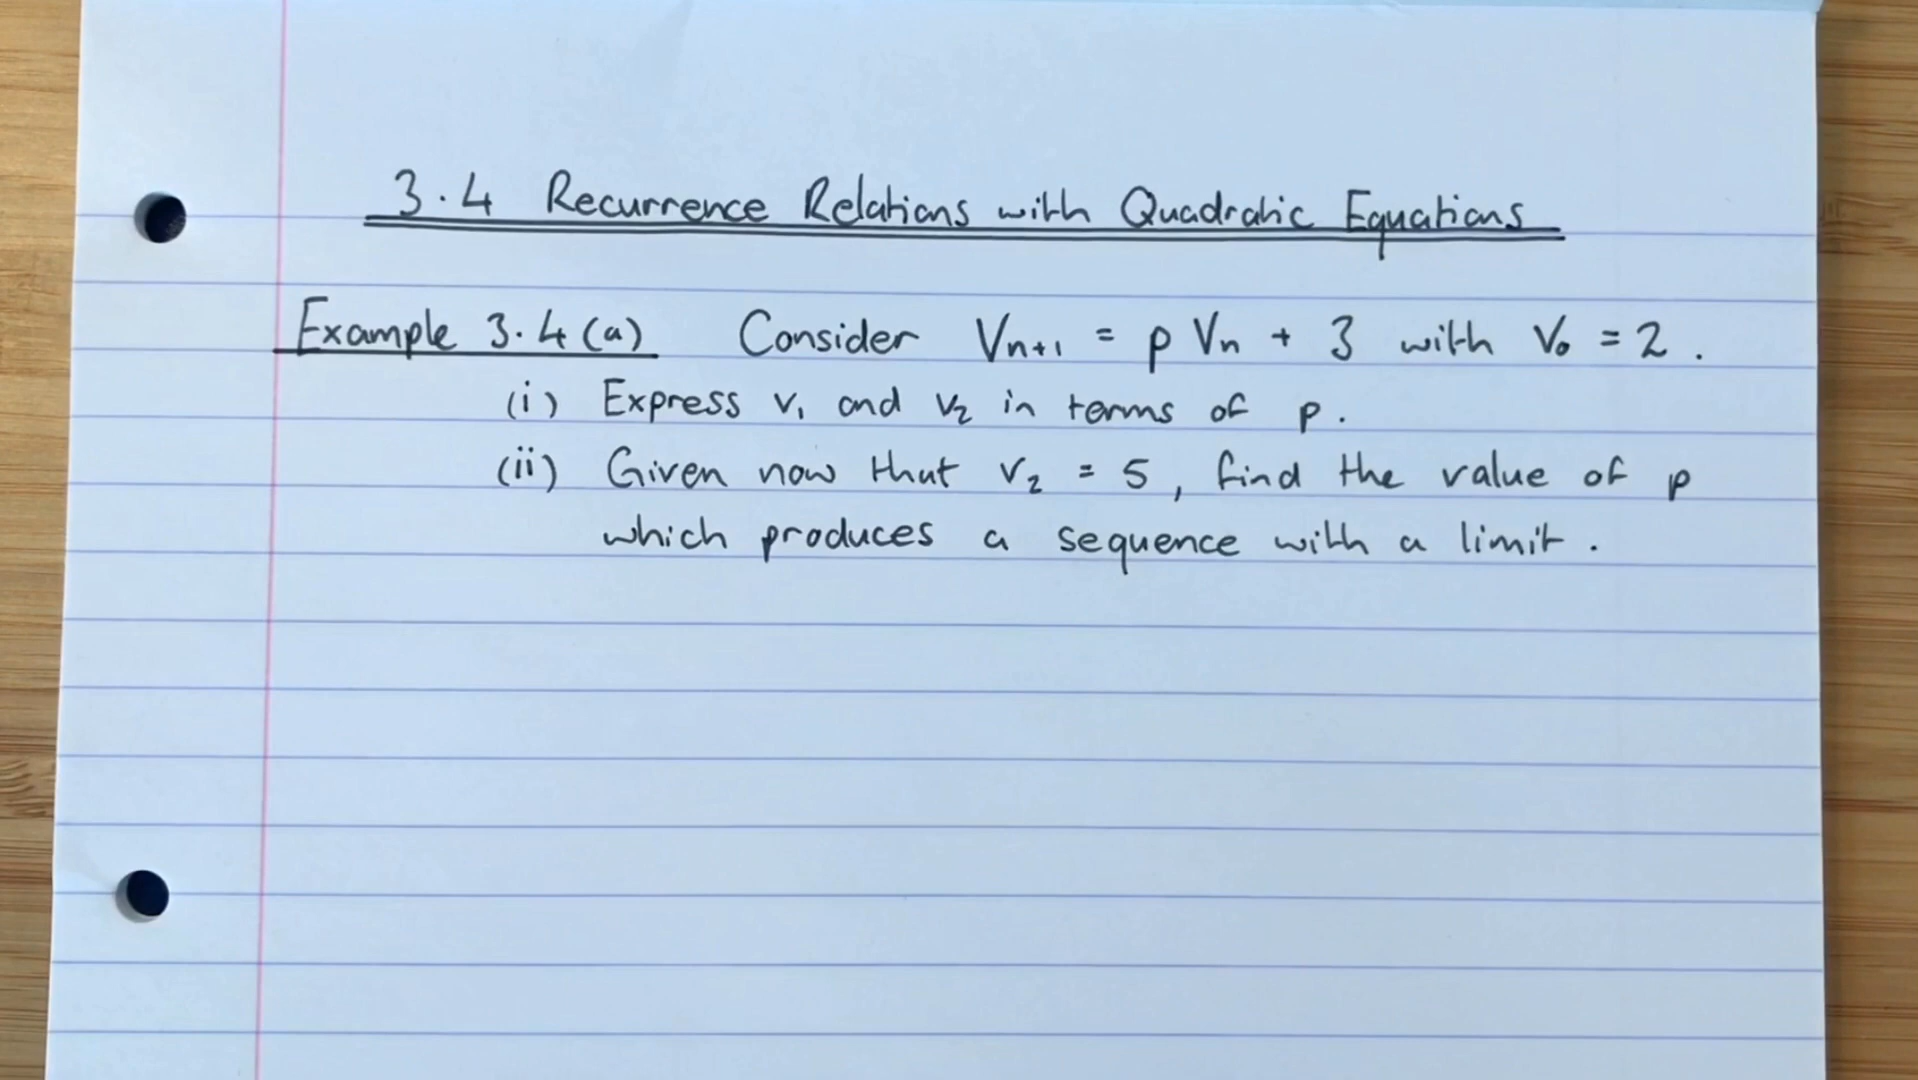 3.4 Recurrence Relations with Quadratic Equations
Example 3.4 (a) Consider Vₙ₊₁ = p Vₙ + 3 with V₀ = 2.
(i) Express v₁ and v₂ in terms of p.
(ii) Given now that v₂ = 5, find the value of p
which produces a sequence with a limit.